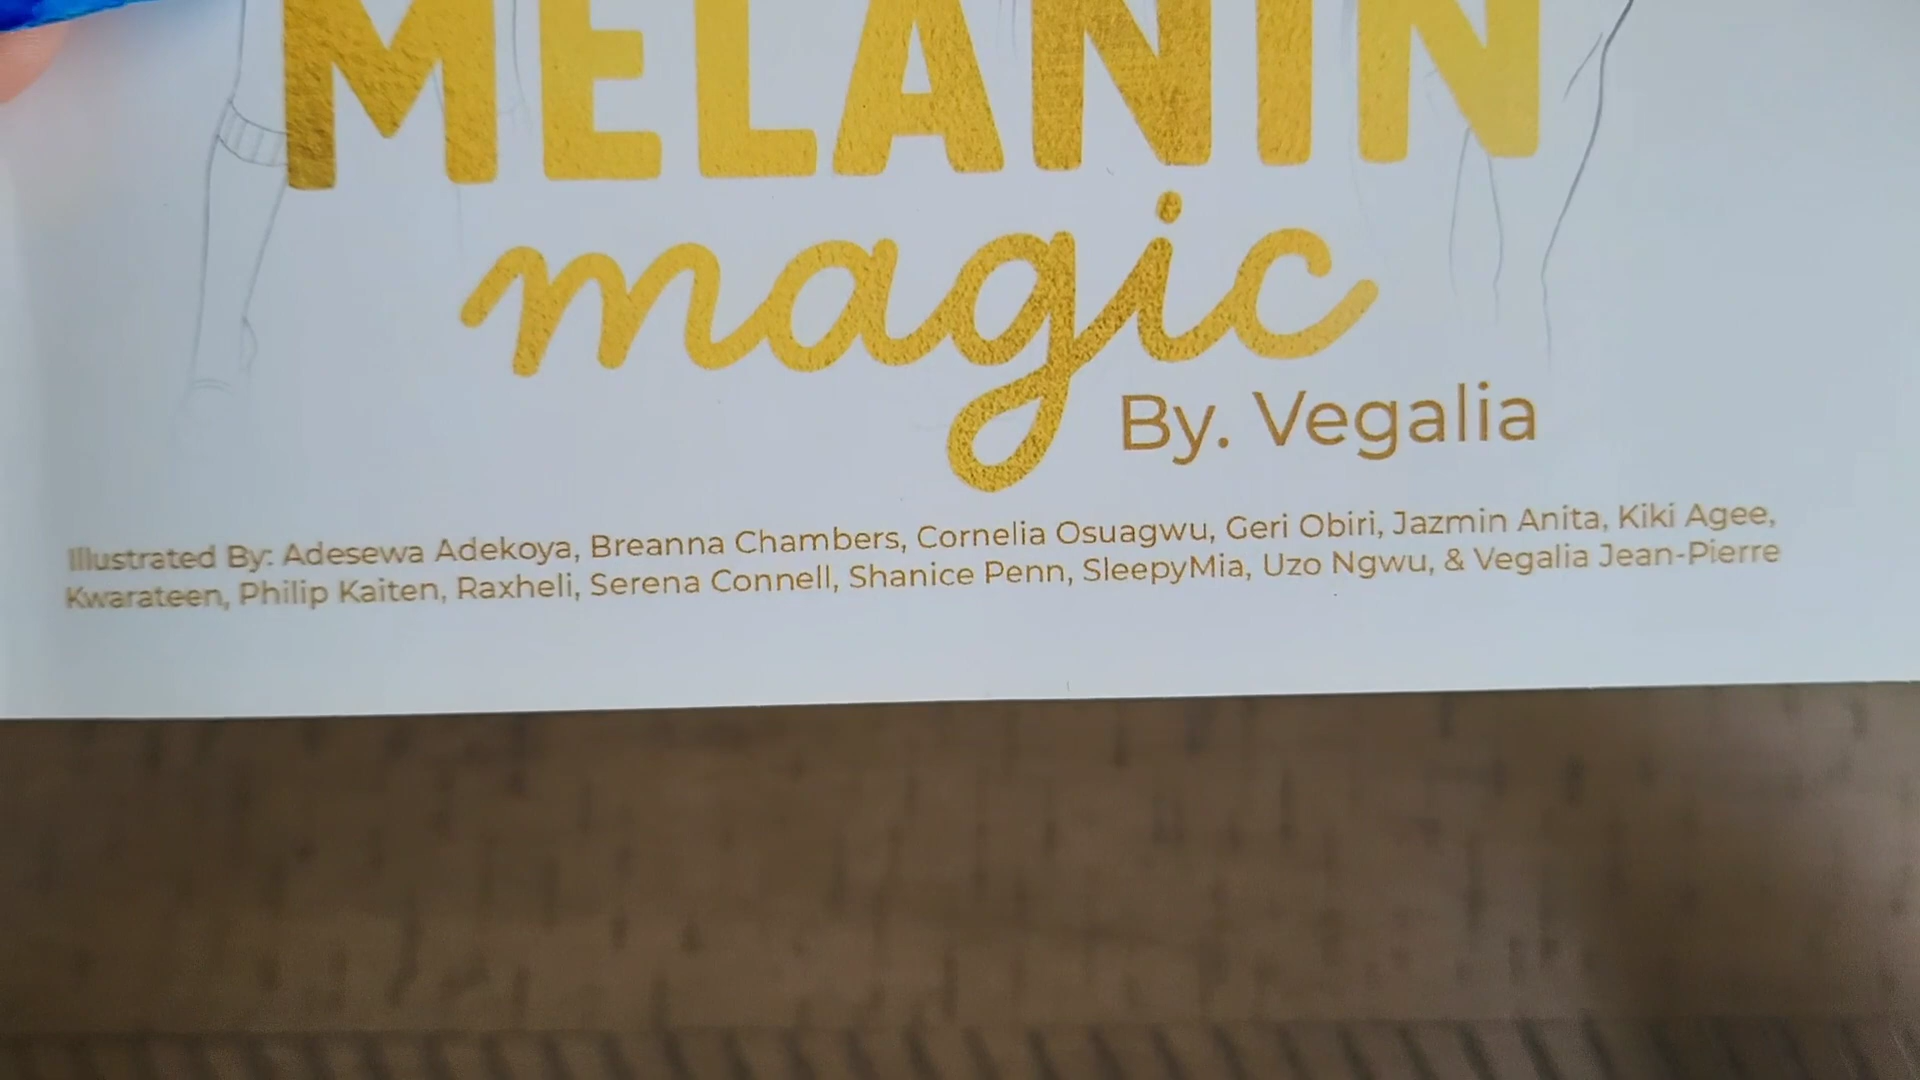 MELANIN
magic
By. Vegalia
Illustrated By: Adesewa Adekoya, Breanna Chambers, Cornelia Osuagwu, Geri Obiri, Jazmin Anita, Kiki Agee,
Kwarateen, Philip Kaiten, Raxheli, Serena Connell, Shanice Penn, SleepyMia, Uzo Ngwu, & Vegalia Jean-Pierre